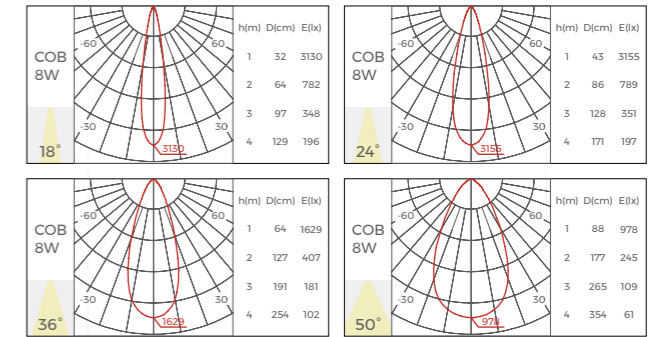 h(m) D(cm) E(lx)
COB
8W
-60
60
1 32 3130
2 64 782
3 97 348
-30
30
4 129 196
18°
3130
h(m) D(cm) E(lx)
COB
8W
-60
60
1 43 3155
2 86 789
3 128 351
-30
30
4 171 197
24°
3155
h(m) D(cm) E(lx)
COB
8W
-60
60
1 64 1629
2 127 407
3 191 181
-30
30
4 254 102
36°
1629
h(m) D(cm) E(lx)
COB
8W
-60
60
1 88 978
2 177 245
3 265 109
-30
30
4 354 61
50°
978